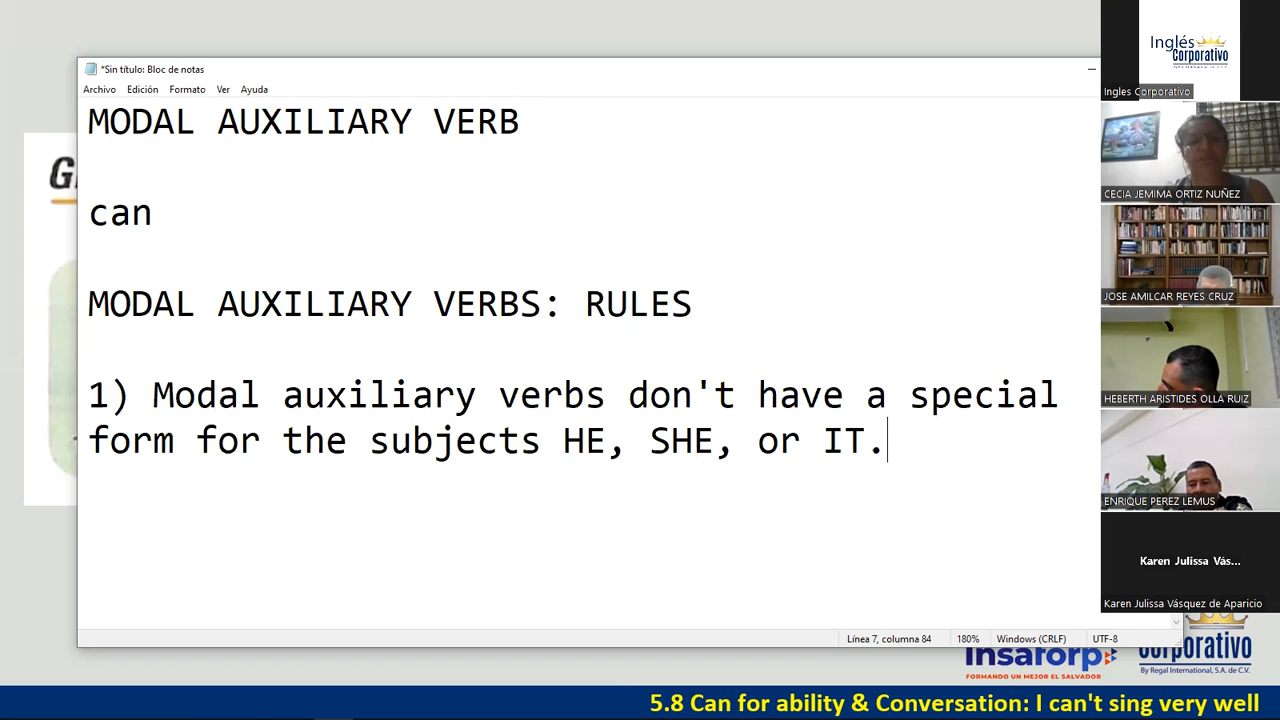 *Sin título: Bloc de notas
Archivo Edición Formato Ver Ayuda
MODAL AUXILIARY VERB
can
MODAL AUXILIARY VERBS: RULES
1) Modal auxiliary verbs don't have a special
form for the subjects HE, SHE, or IT.
Línea 7, columna 84 180% Windows (CRLF) UTF-8
Inglés
Corporativo
Ingles Corporativo
CECIA JEMIMA ORTIZ NUÑEZ
JOSE AMILCAR REYES CRUZ
HEBERTH ARISTIDES OLLA RUIZ
ENRIQUE PEREZ LEMUS
Karen Julissa Vás...
Karen Julissa Vásquez de Aparicio
Insaforp
FORMANDO UN MEJOR EL SALVADOR
Corporativo
By Regal International, S.A. de C.V.
5.8 Can for ability & Conversation: I can't sing very well